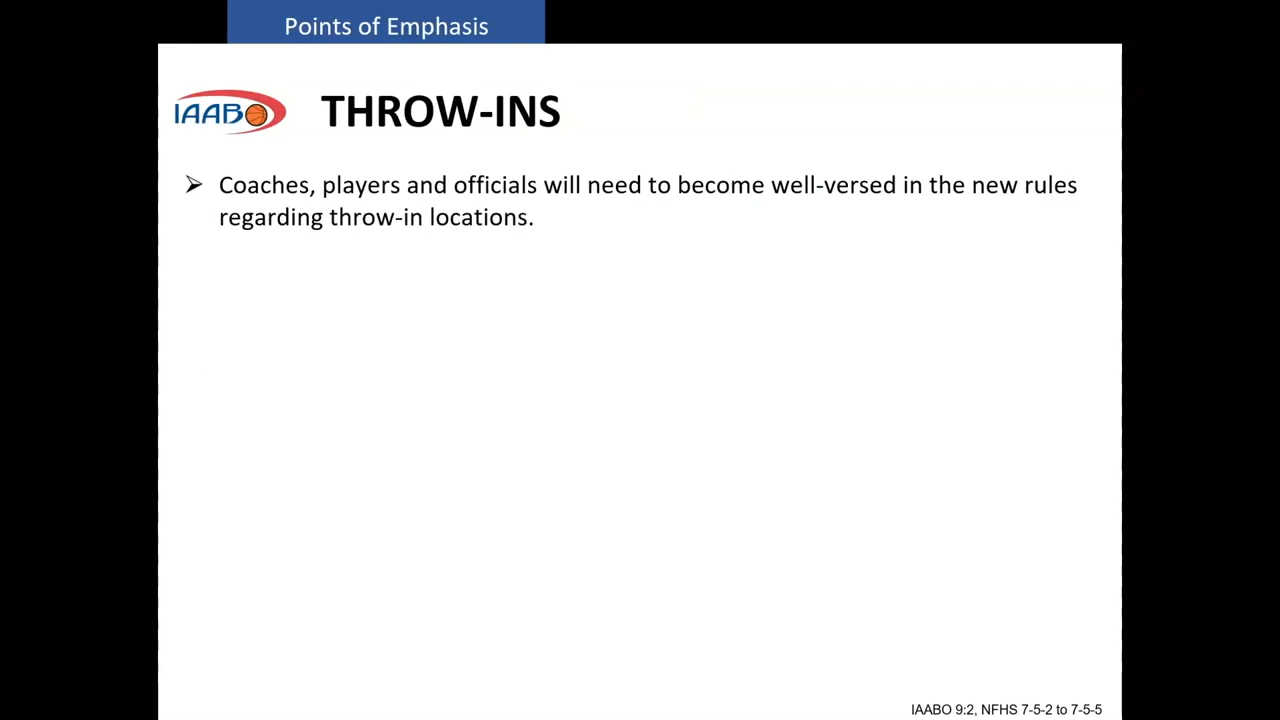 Points of Emphasis
IAABO
THROW-INS
➢ Coaches, players and officials will need to become well-versed in the new rules
regarding throw-in locations.
IAABO 9:2, NFHS 7-5-2 to 7-5-5